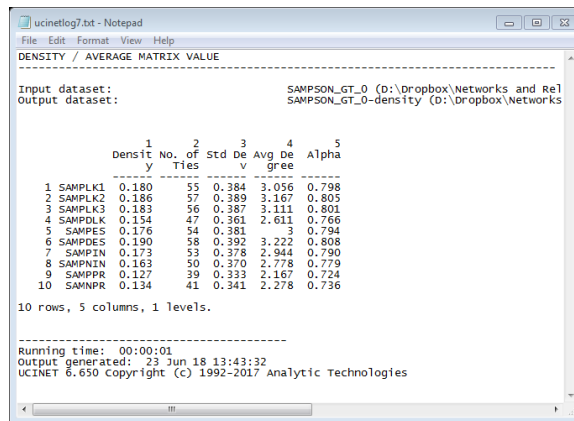 ucinetlog7.txt - Notepad
File Edit Format View Help
DENSITY / AVERAGE MATRIX VALUE
--------------------------------------------------------------------------------
Input dataset: SAMPSON_GT_0 (D:\Dropbox\Networks and Rel
Output dataset: SAMPSON_GT_0-density (D:\Dropbox\Networks
1 2 3 4 5
Densit No. of Std De Avg De Alpha
y Ties v gree
------ ------ ------ ------ ------
1 SAMPLK1 0.180 55 0.384 3.056 0.798
2 SAMPLK2 0.186 57 0.389 3.167 0.805
3 SAMPLK3 0.183 56 0.387 3.111 0.801
4 SAMPDLK 0.154 47 0.361 2.611 0.766
5 SAMPES 0.176 54 0.381 3 0.794
6 SAMPDES 0.190 58 0.392 3.222 0.808
7 SAMPIN 0.173 53 0.378 2.944 0.790
8 SAMPNIN 0.163 50 0.370 2.778 0.779
9 SAMPPR 0.127 39 0.333 2.167 0.724
10 SAMNPR 0.134 41 0.341 2.278 0.736
10 rows, 5 columns, 1 levels.
----------------------------------------
Running time: 00:00:01
Output generated: 23 Jun 18 13:43:32
UCINET 6.650 Copyright (c) 1992-2017 Analytic Technologies